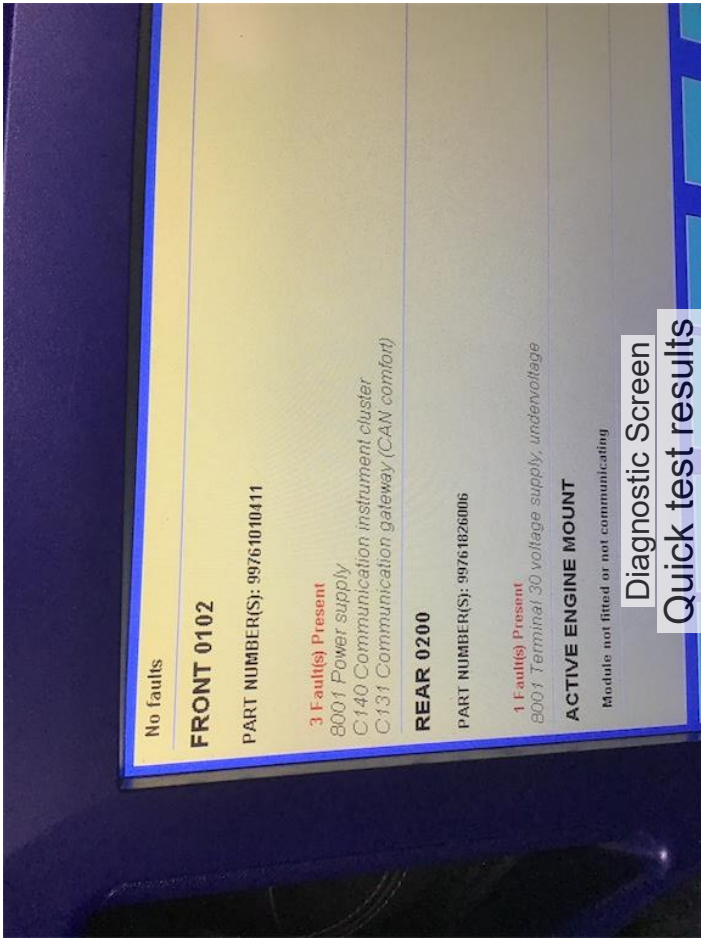 No faults
FRONT 0102
PART NUMBER(S): 99761010411
3 Fault(s) Present
8001 Power supply
C140 Communication instrument cluster
C131 Communication gateway (CAN comfort)
REAR 0200
PART NUMBER(S): 99761826006
1 Fault(s) Present
8001 Terminal 30 voltage supply, undervoltage
ACTIVE ENGINE MOUNT
Module not fitted or not communicating
Diagnostic Screen
Quick test results